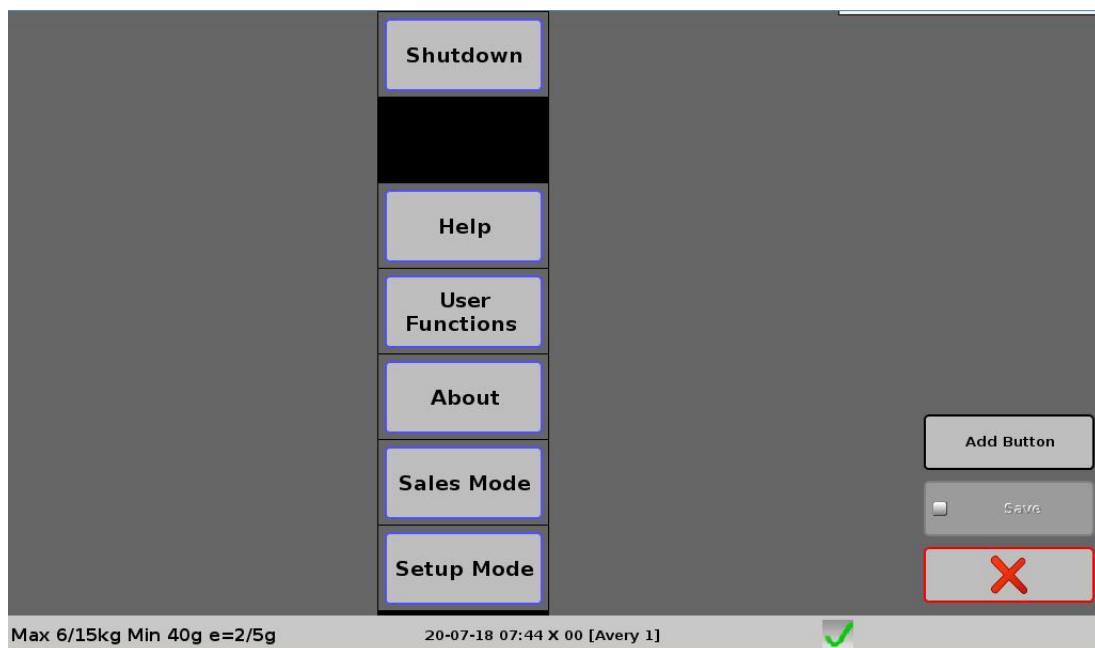 Shutdown
Help
User
Functions
About
Sales Mode
Setup Mode
Add Button
Save
Max 6/15kg Min 40g e=2/5g
20-07-18 07:44 X 00 [Avery 1]